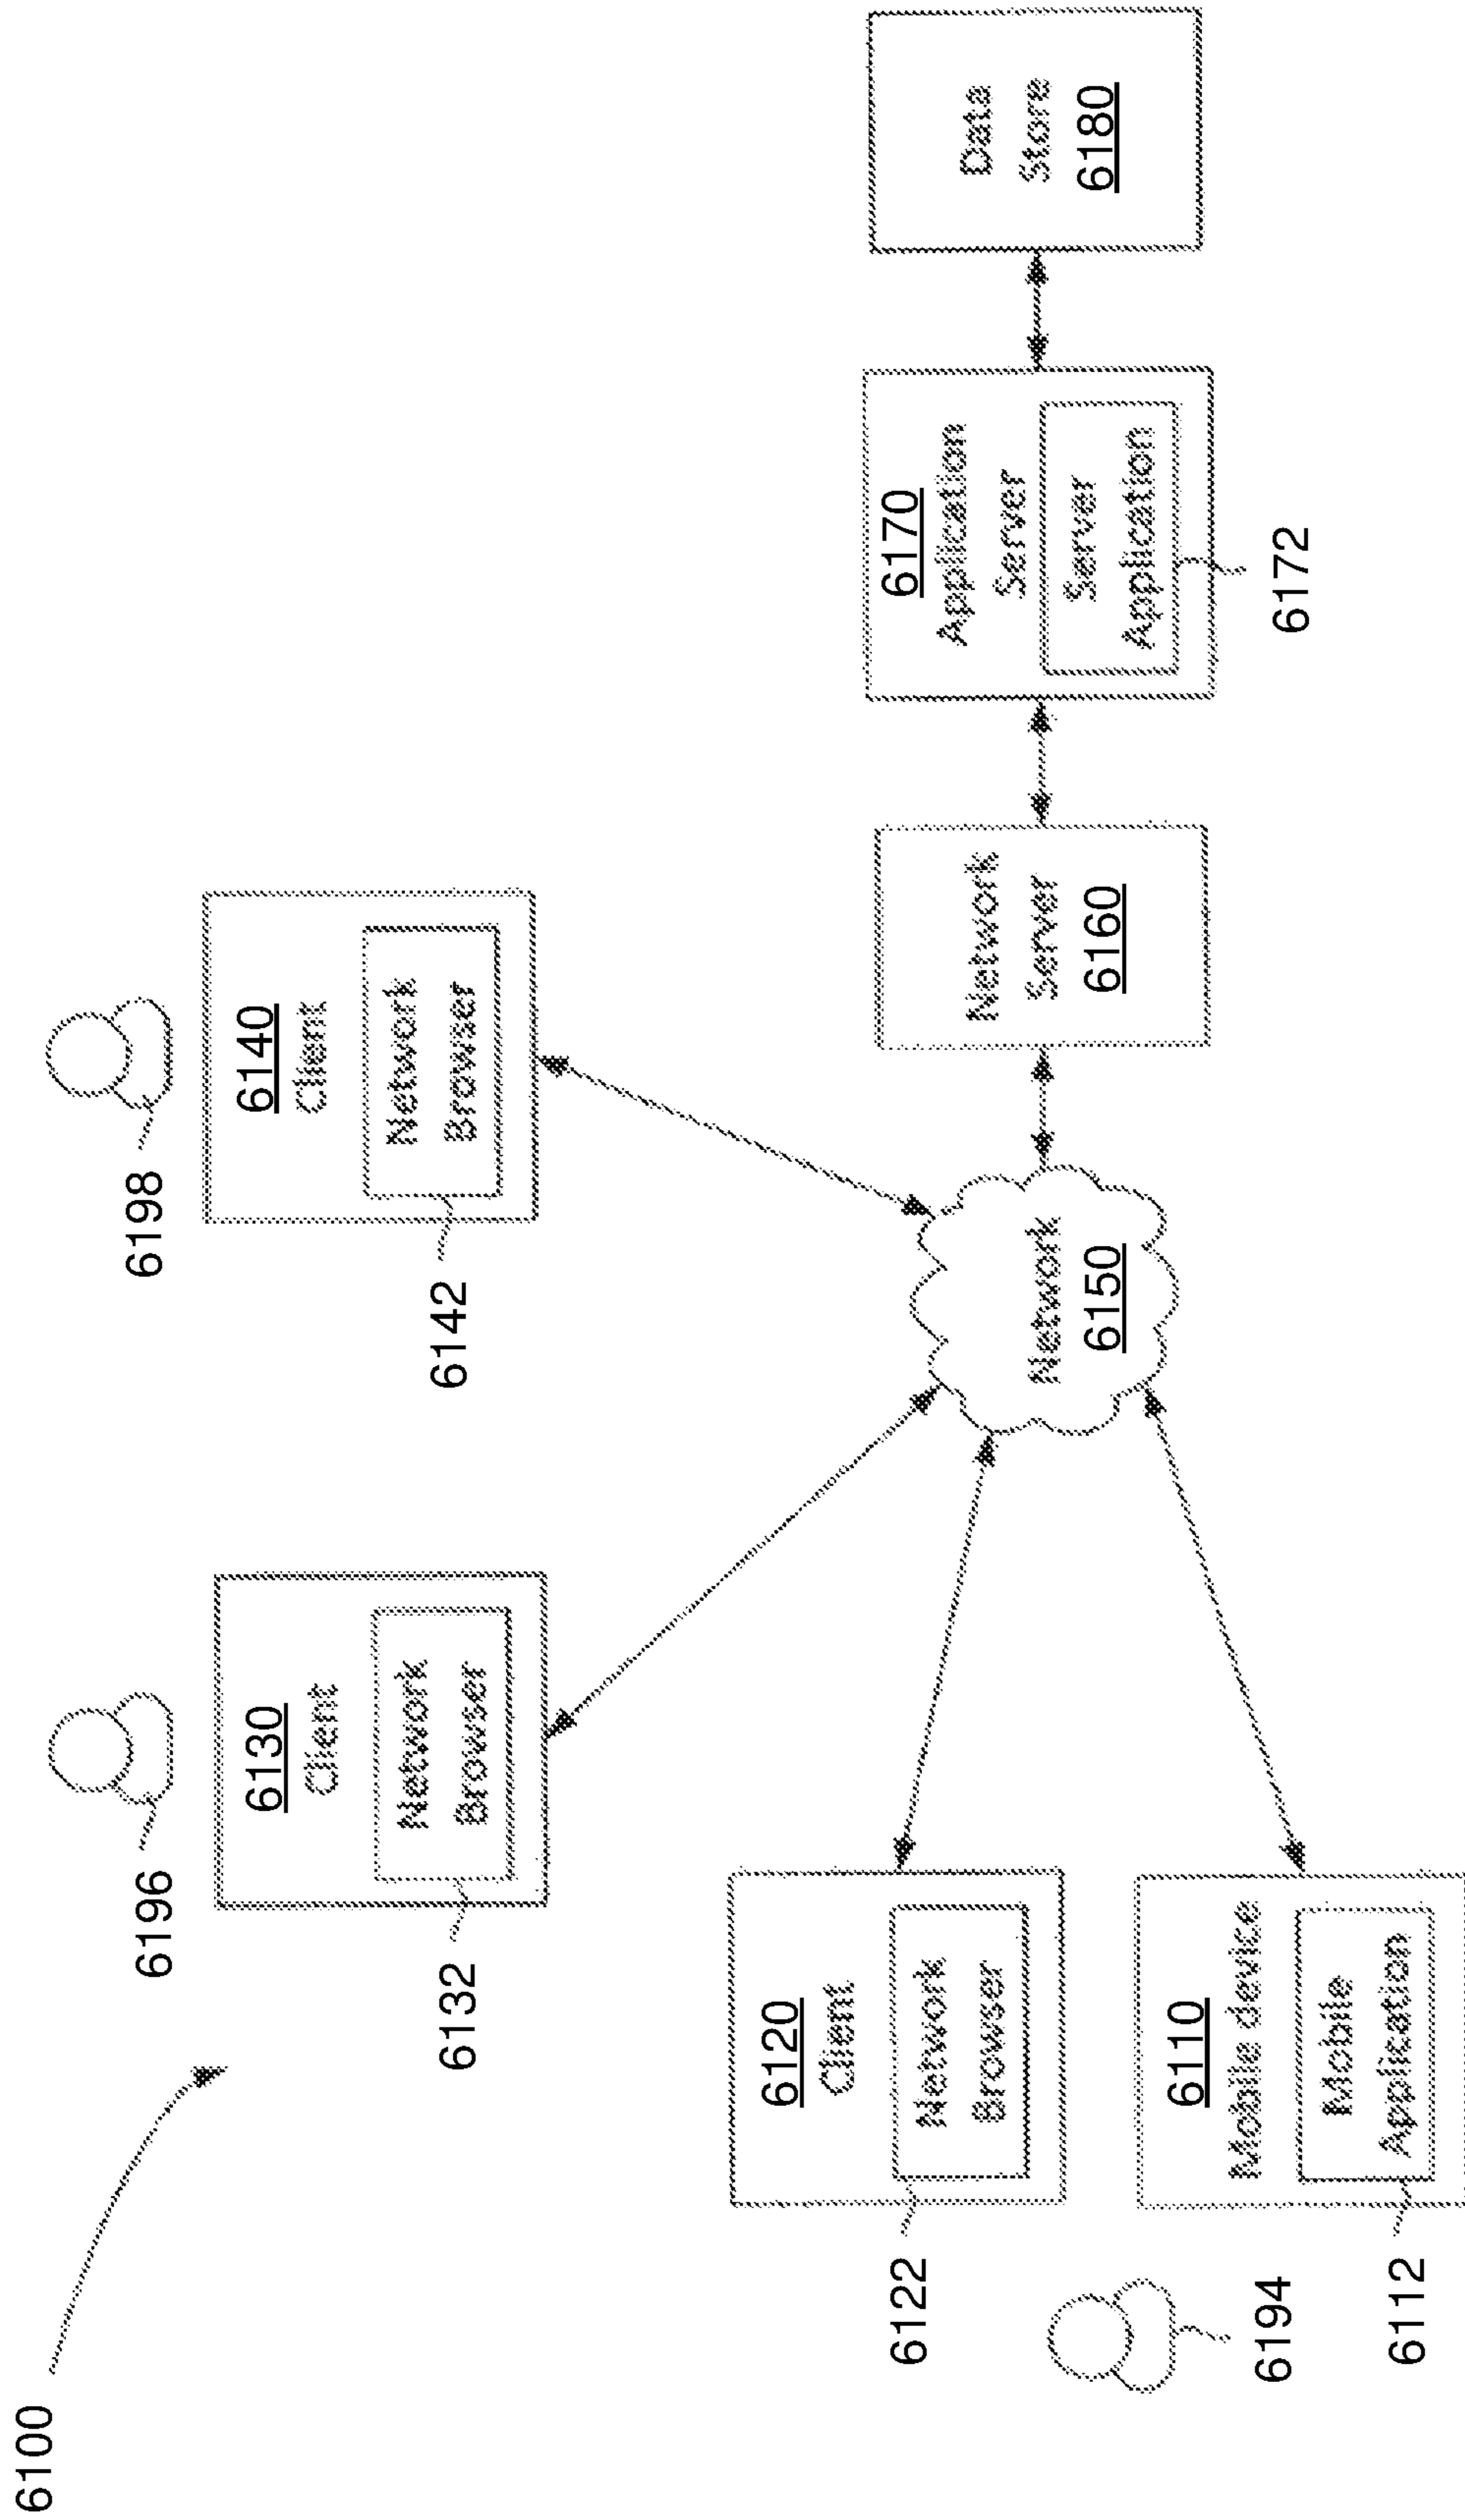 6100
6196
6130
Client
Network
Browser
6132
6198
6140
Client
Network
Browser
6142
6120
Client
Network
Browser
6122
6194
6110
Mobile device
Mobile
Application
6112
Network
6150
Network
Server
6160
6170
Application
Server
Server
Application
6172
Data
Store
6180